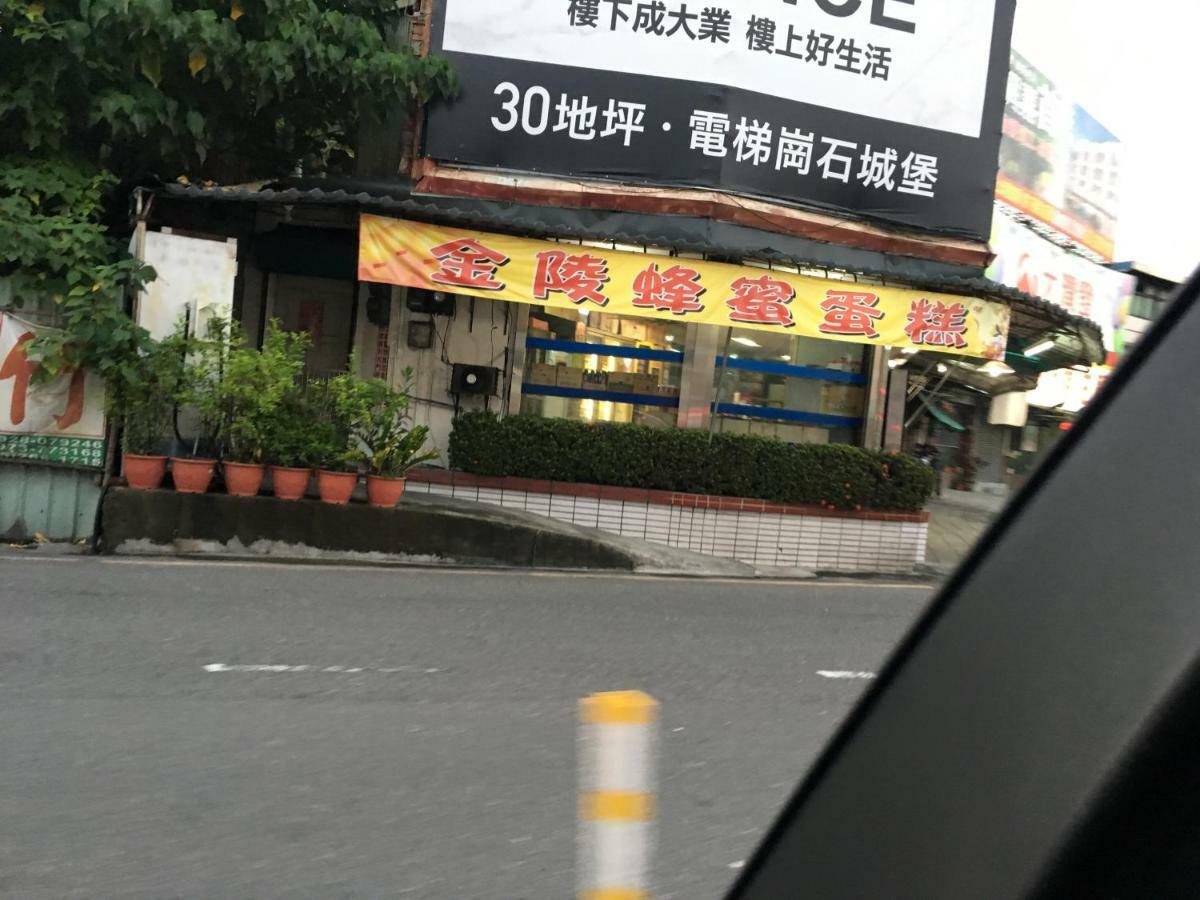 樓下成大業 樓上好生活
30地坪・電梯崗石城堡
金陵蜂蜜蛋糕
竹